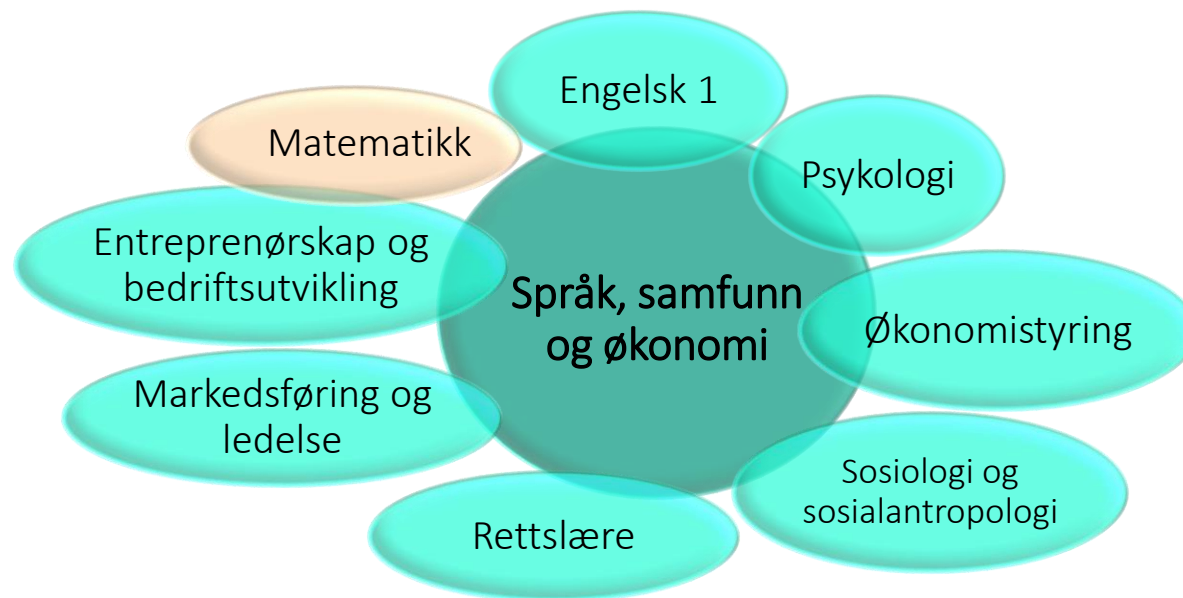 Engelsk 1
Matematikk
Psykologi
Entreprenørskap og
bedriftsutvikling
Språk, samfunn
og økonomi
Økonomistyring
Markedsføring og
ledelse
Sosiologi og
sosialantropologi
Rettslære